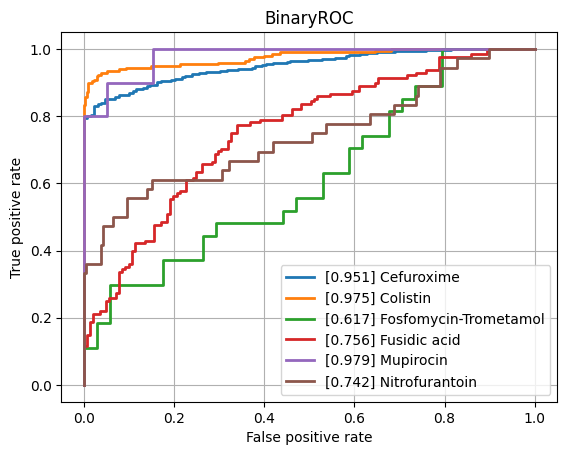 BinaryROC
True positive rate
1.0
0.8
0.6
0.4
0.2
0.0
[0.951] Cefuroxime
[0.975] Colistin
[0.617] Fosfomycin-Trometamol
[0.756] Fusidic acid
[0.979] Mupirocin
[0.742] Nitrofurantoin
0.0 0.2 0.4 0.6 0.8 1.0
False positive rate